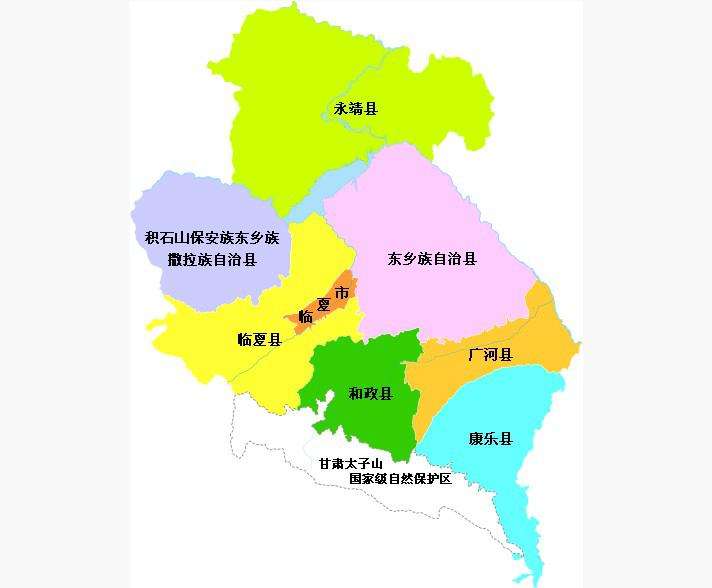 永靖县
积石山保安族东乡族
撒拉族自治县
东乡族自治县
临夏市
临夏县
广河县
和政县
康乐县
甘肃太子山
国家级自然保护区